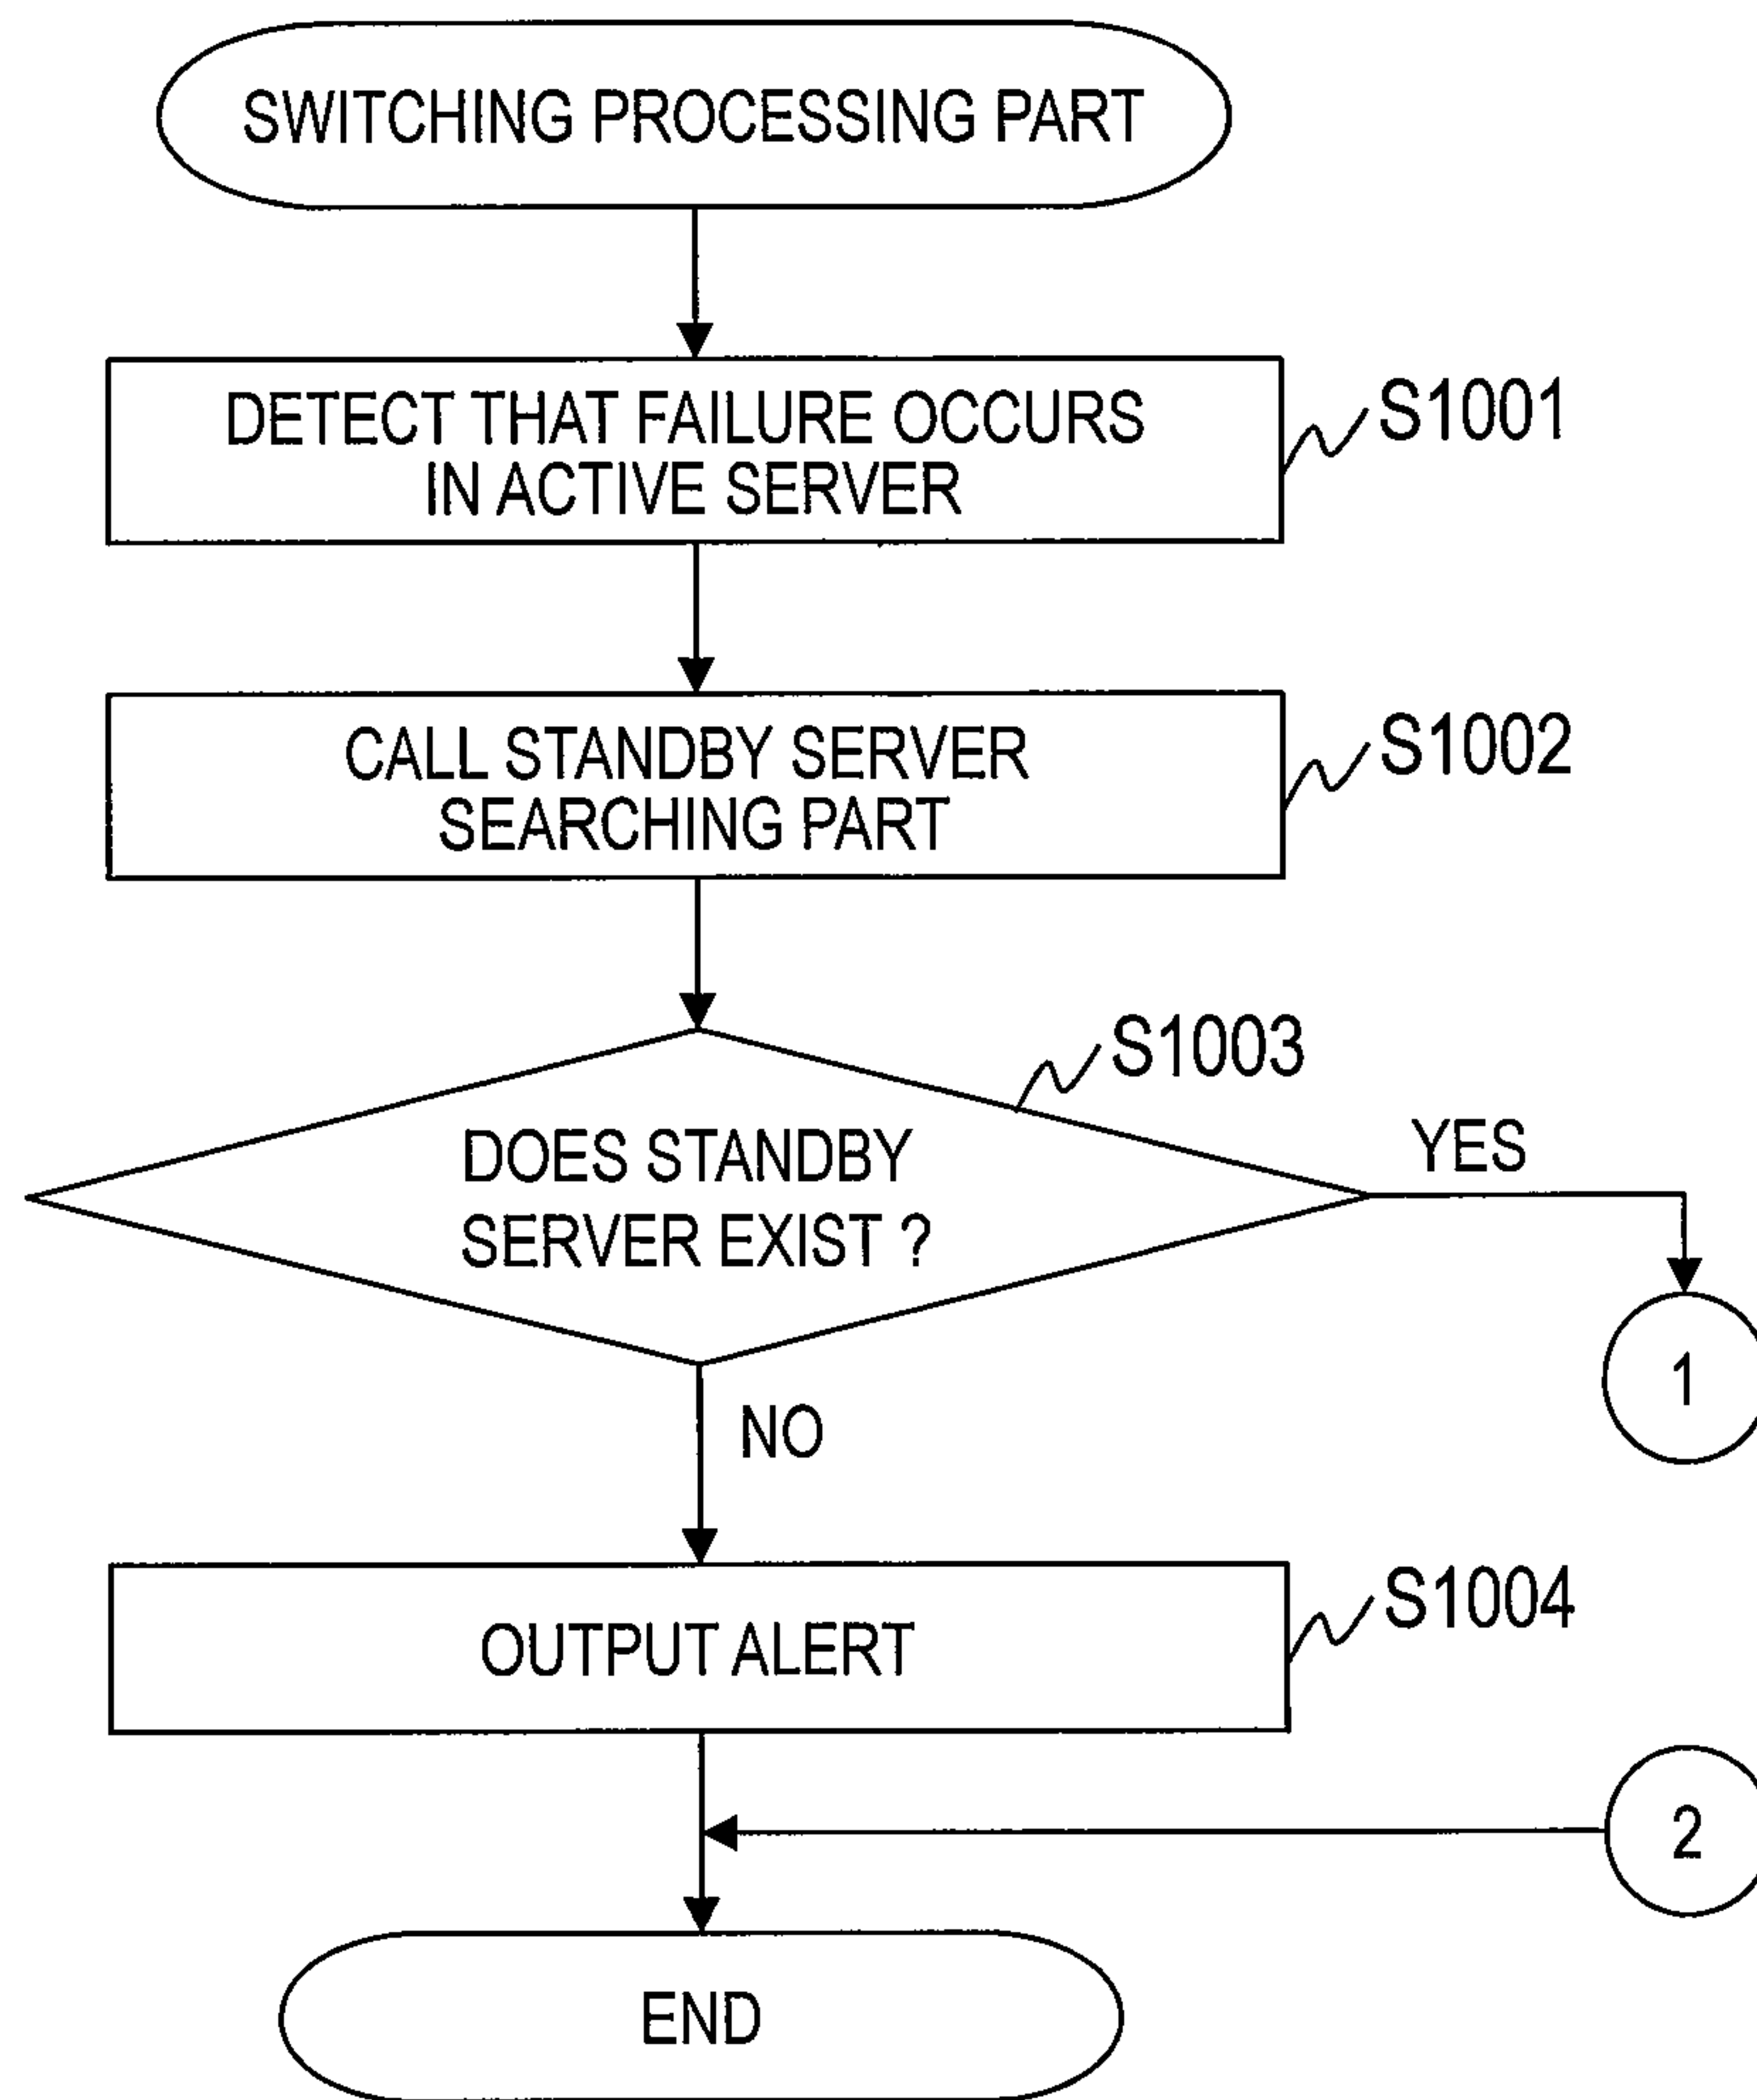 SWITCHING PROCESSING PART
DETECT THAT FAILURE OCCURS
IN ACTIVE SERVER
S1001
CALL STANDBY SERVER
SEARCHING PART
S1002
S1003
DOES STANDBY
SERVER EXIST ?
YES
1
NO
OUTPUT ALERT
S1004
2
END